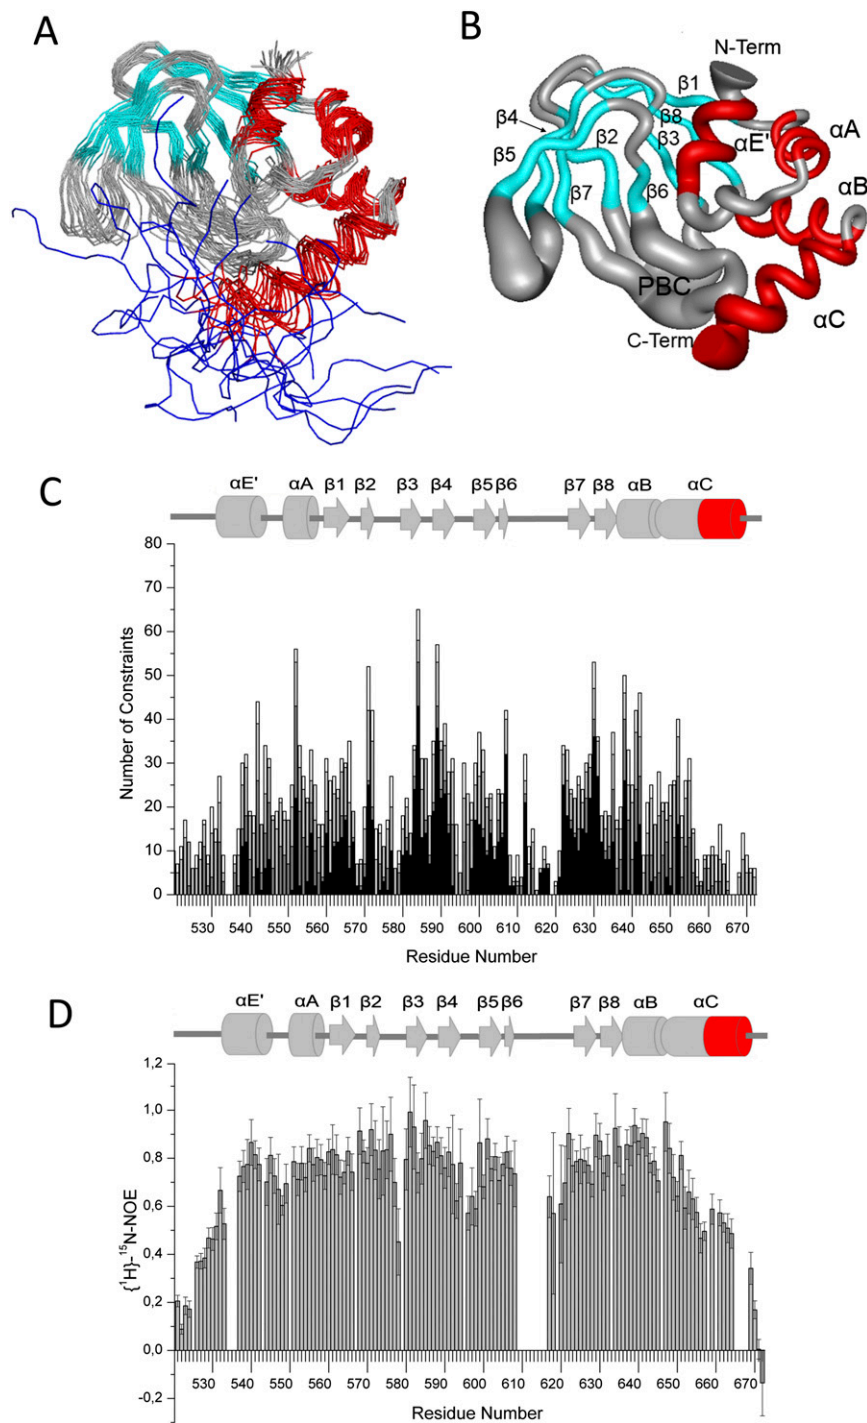 A
B
N-Term
β1
β8
β4
β3
αE'
αA
β5
β2
αB
β7
β6
PBC
C-Term
αC
C
αE' αA β1 β2 β3 β4 β5 β6 β7 β8 αB αC
80
70
60
50
40
30
20
10
0
Number of Constraints
530 540 550 560 570 580 590 600 610 620 630 640 650 660 670
Residue Number
D
αE' αA β1 β2 β3 β4 β5 β6 β7 β8 αB αC
1,2
1,0
0,8
0,6
0,4
0,2
0,0
-0,2
{¹H}-¹⁵N-NOE
530 540 550 560 570 580 590 600 610 620 630 640 650 660 670
Residue Number